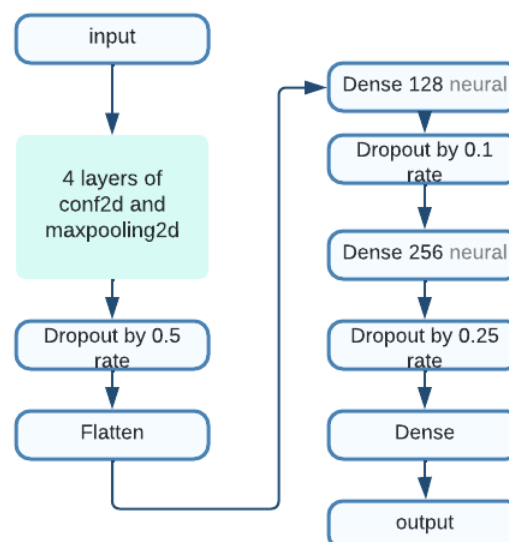 input
4 layers of
conf2d and
maxpooling2d
Dropout by 0.5
rate
Flatten
Dense 128 neural
Dropout by 0.1
rate
Dense 256 neural
Dropout by 0.25
rate
Dense
output